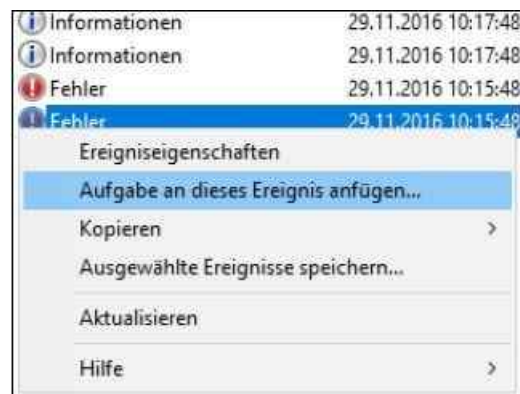 Informationen 29.11.2016 10:17:48
Informationen 29.11.2016 10:17:48
Fehler 29.11.2016 10:15:48
Fehler 29.11.2016 10:15:48
Ereigniseigenschaften
Aufgabe an dieses Ereignis anfügen...
Kopieren
Ausgewählte Ereignisse speichern...
Aktualisieren
Hilfe